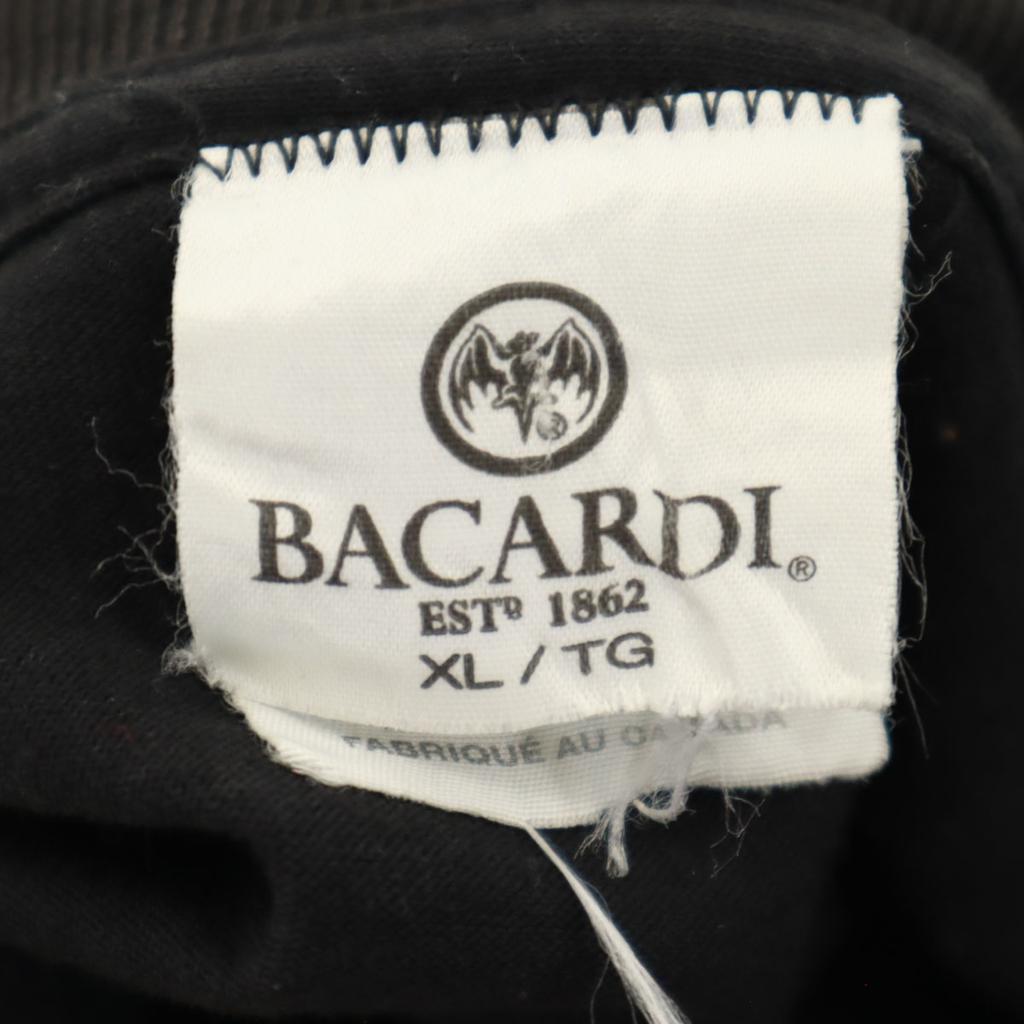 BACARDI®
ESTᴰ 1862
XL / TG
FABRIQUÉ AU CANADA